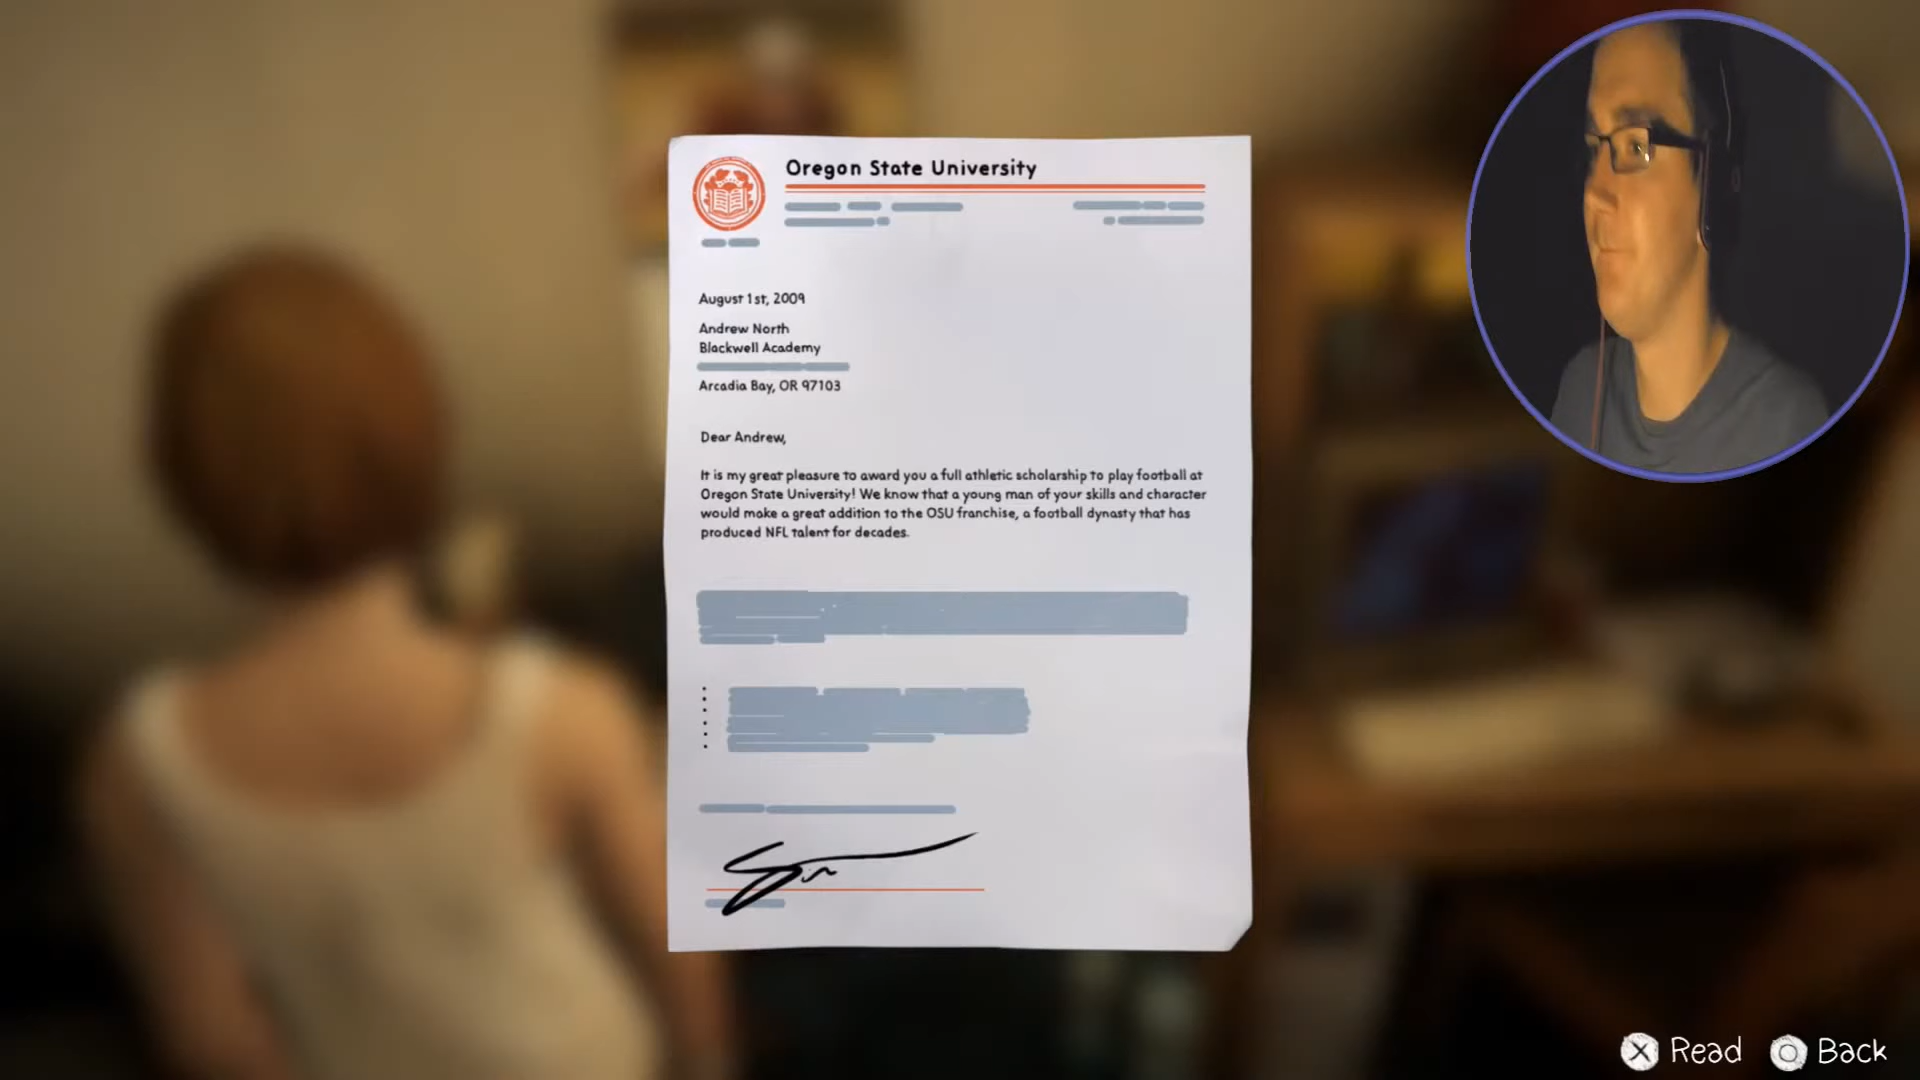 Oregon State University
August 1st, 2009
Andrew North
Blackwell Academy
Arcadia Bay, OR 97103
Dear Andrew,
It is my great pleasure to award you a full athletic scholarship to play football at
Oregon State University! We know that a young man of your skills and character
would make a great addition to the OSU franchise, a football dynasty that has
produced NFL talent for decades.
Read
Back